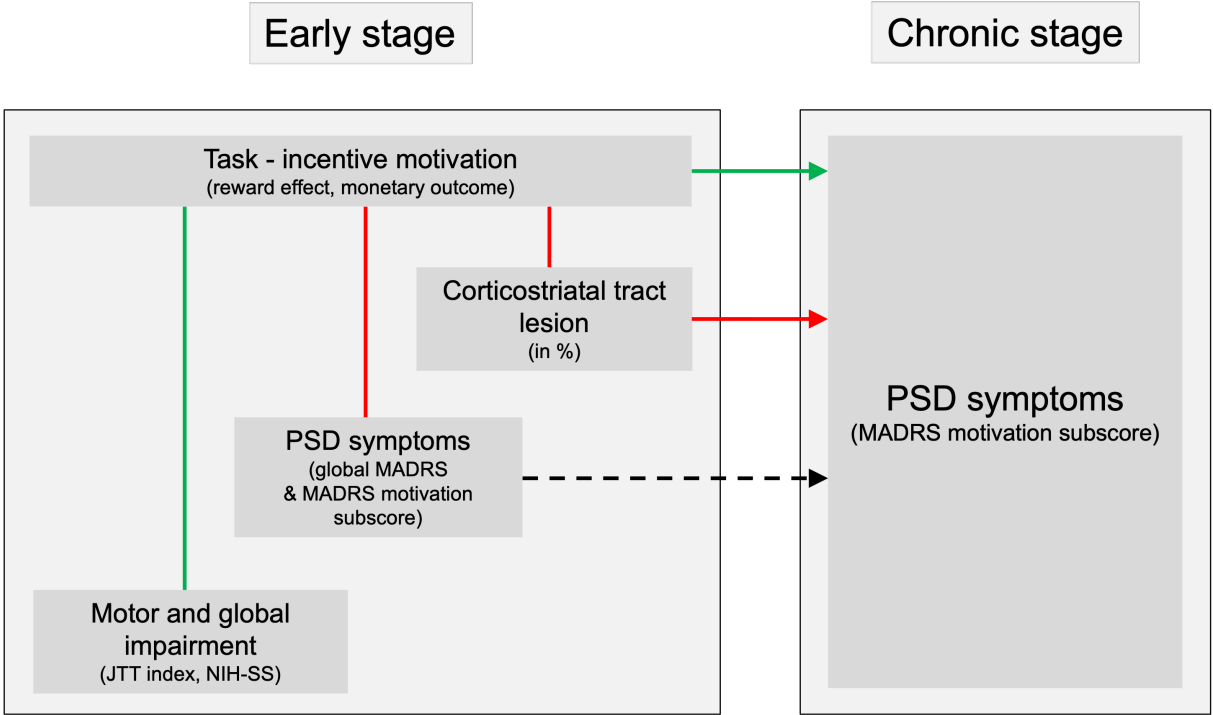 Early stage
Chronic stage
Task - incentive motivation
(reward effect, monetary outcome)
Corticostriatal tract
lesion
(in %)
PSD symptoms
(global MADRS
& MADRS motivation
subscore)
Motor and global
impairment
(JTT index, NIH-SS)
PSD symptoms
(MADRS motivation subscore)